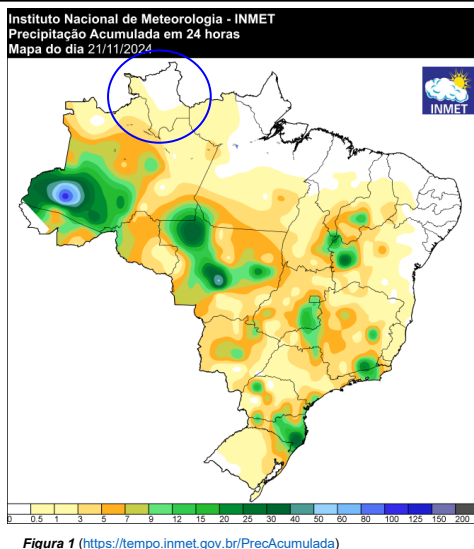 Instituto Nacional de Meteorologia - INMET
Precipitação Acumulada em 24 horas
Mapa do dia 21/11/2024
INMET
0 0.5 1 3 5 7 9 12 15 20 25 30 40 50 60 80 100 125 150 200
Figura 1 (https://tempo.inmet.gov.br/PrecAcumulada)